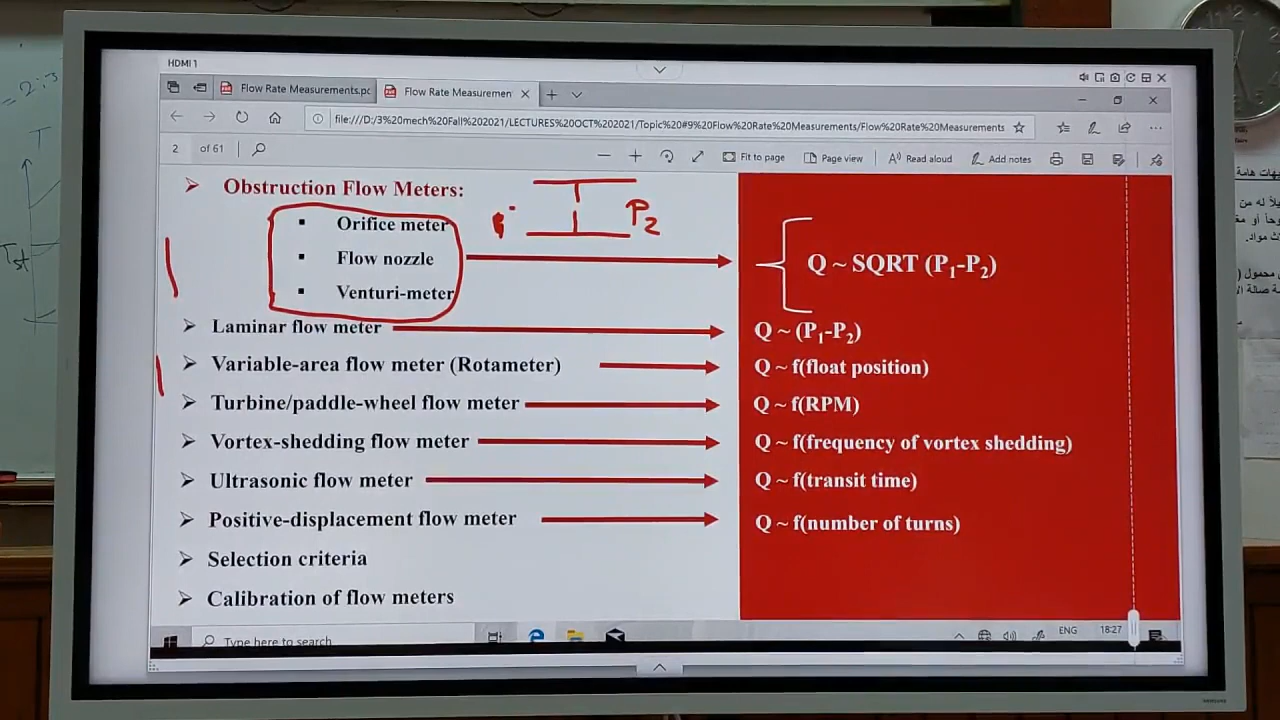 HDMI 1
Flow Rate Measurements.pc
Flow Rate Measuremen
file:///D:/3%20mech%20Fall%202021/LECTURES%20OCT%202021/Topic%20#9%20Flow%20Rate%20Measurements/Flow%20Rate%20Measurements
2 of 61
Fit to page
Page view
Read aloud
Add notes
Obstruction Flow Meters:
P2
Orifice meter
Flow nozzle
Q ~ SQRT (P1-P2)
Venturi-meter
Laminar flow meter
Q ~ (P1-P2)
Variable-area flow meter (Rotameter)
Q ~ f(float position)
Turbine/paddle-wheel flow meter
Q ~ f(RPM)
Vortex-shedding flow meter
Q ~ f(frequency of vortex shedding)
Ultrasonic flow meter
Q ~ f(transit time)
Positive-displacement flow meter
Q ~ f(number of turns)
Selection criteria
Calibration of flow meters
Type here to search
ENG
18:27